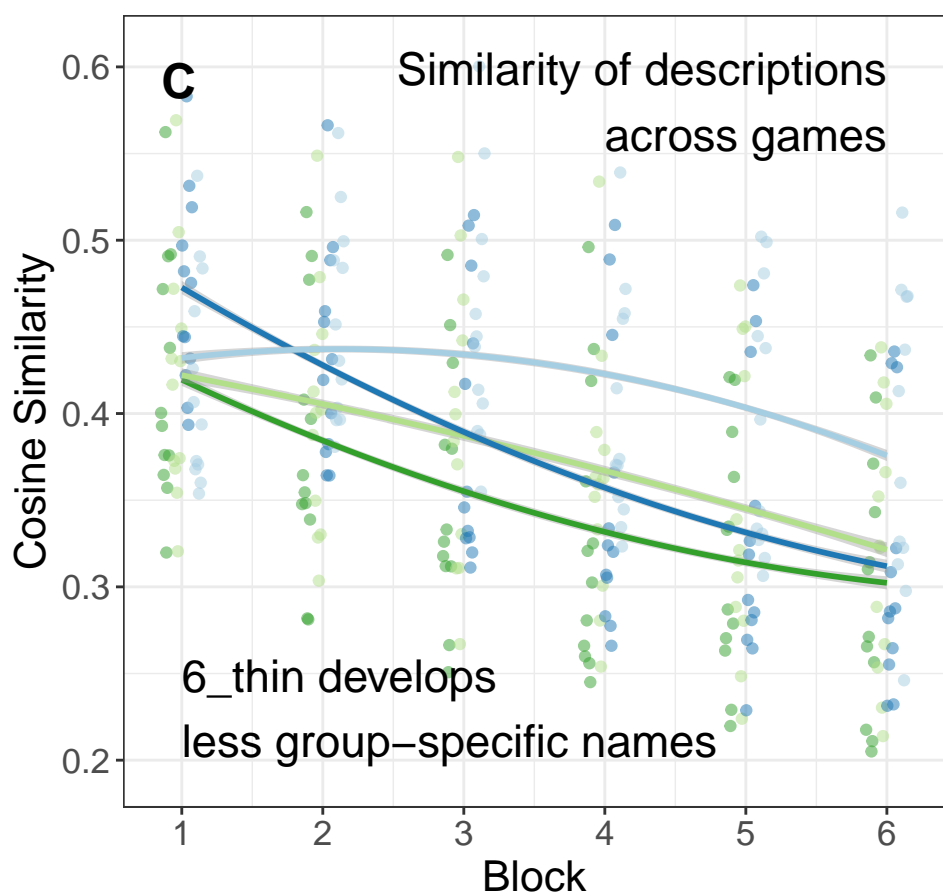 C
Similarity of descriptions
across games
0.6
0.5
0.4
0.3
0.2
Cosine Similarity
6_thin develops
less group−specific names
1 2 3 4 5 6
Block